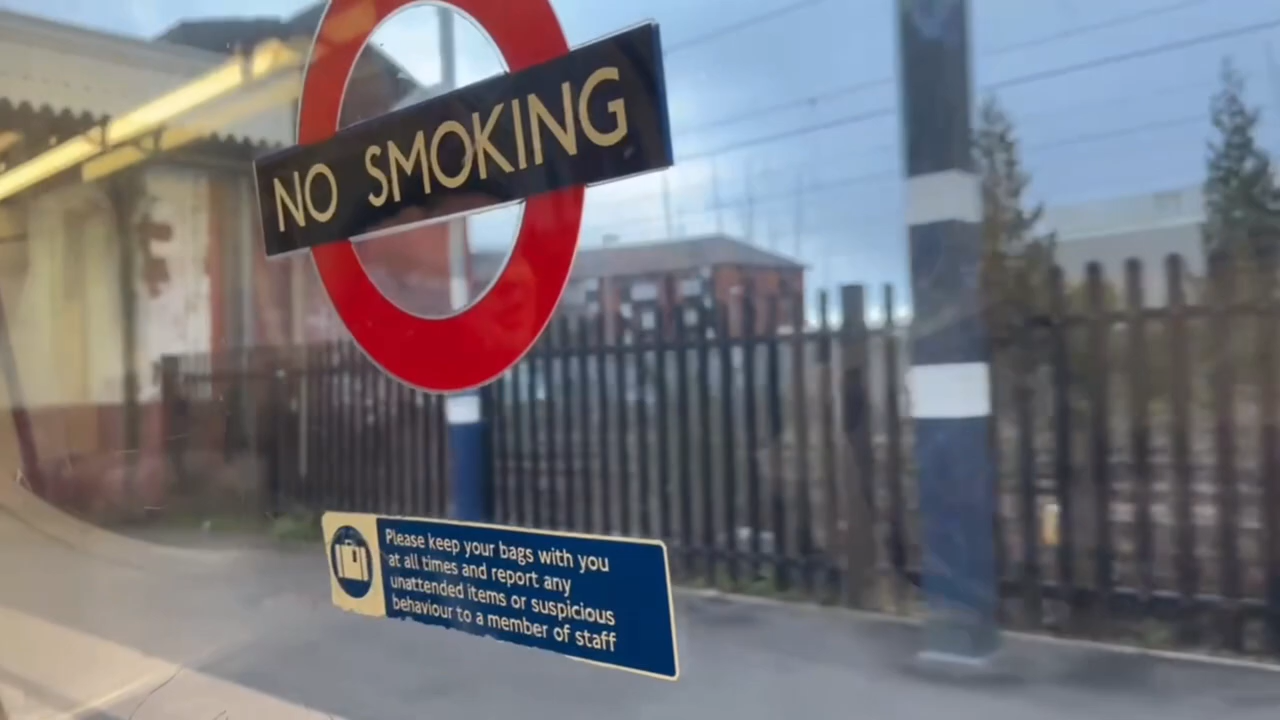 NO SMOKING
Please keep your bags with you
at all times and report any
unattended items or suspicious
behaviour to a member of staff